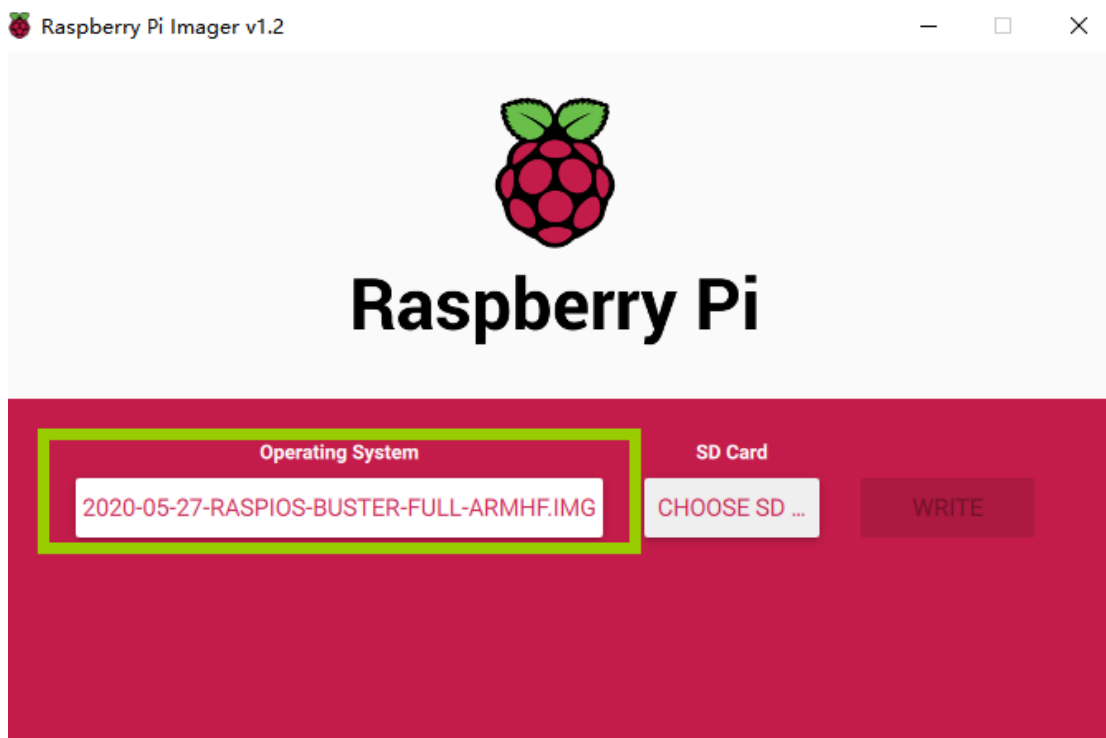 Raspberry Pi Imager v1.2
Raspberry Pi
Operating System
SD Card
2020-05-27-RASPIOS-BUSTER-FULL-ARMHF.IMG
CHOOSE SD ...
WRITE